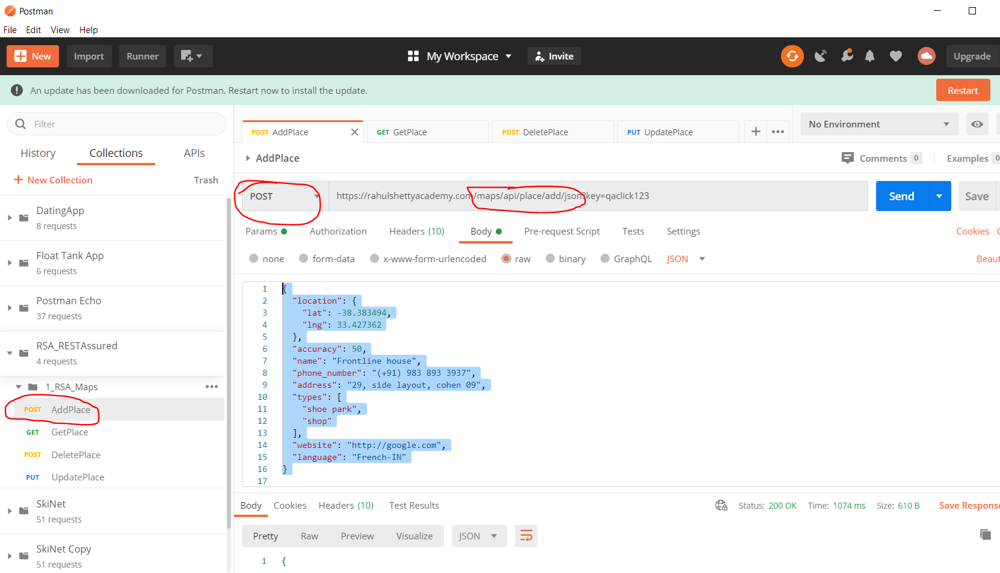 Postman
File Edit View Help
New Import Runner My Workspace Invite Upgrade
An update has been downloaded for Postman. Restart now to install the update. Restart
Filter
History Collections APIs
New Collection Trash
DatingApp
8 requests
Float Tank App
6 requests
Postman Echo
37 requests
RSA_RESTAssured
4 requests
1_RSA_Maps
POST AddPlace
GET GetPlace
POST DeletePlace
PUT UpdatePlace
SkiNet
51 requests
SkiNet Copy
51 requests
POST AddPlace GET GetPlace POST DeletePlace PUT UpdatePlace No Environment
AddPlace Comments 0 Examples 0
POST https://rahulshettyacademy.com/maps/api/place/add/json?key=qaclick123 Send Save
Params Authorization Headers (10) Body Pre-request Script Tests Settings Cookies
none form-data x-www-form-urlencoded raw binary GraphQL JSON Beaut
1 {
2 "location": {
3 "lat": -38.383494,
4 "lng": 33.427362
5 },
6 "accuracy": 50,
7 "name": "Frontline house",
8 "phone_number": "(+91) 983 893 3937",
9 "address": "29, side layout, cohen 09",
10 "types": [
11 "shoe park",
12 "shop"
13 ],
14 "website": "http://google.com",
15 "language": "French-IN"
16 }
17
Body Cookies Headers (10) Test Results Status: 200 OK Time: 1074 ms Size: 610 B Save Respons
Pretty Raw Preview Visualize JSON
1 {